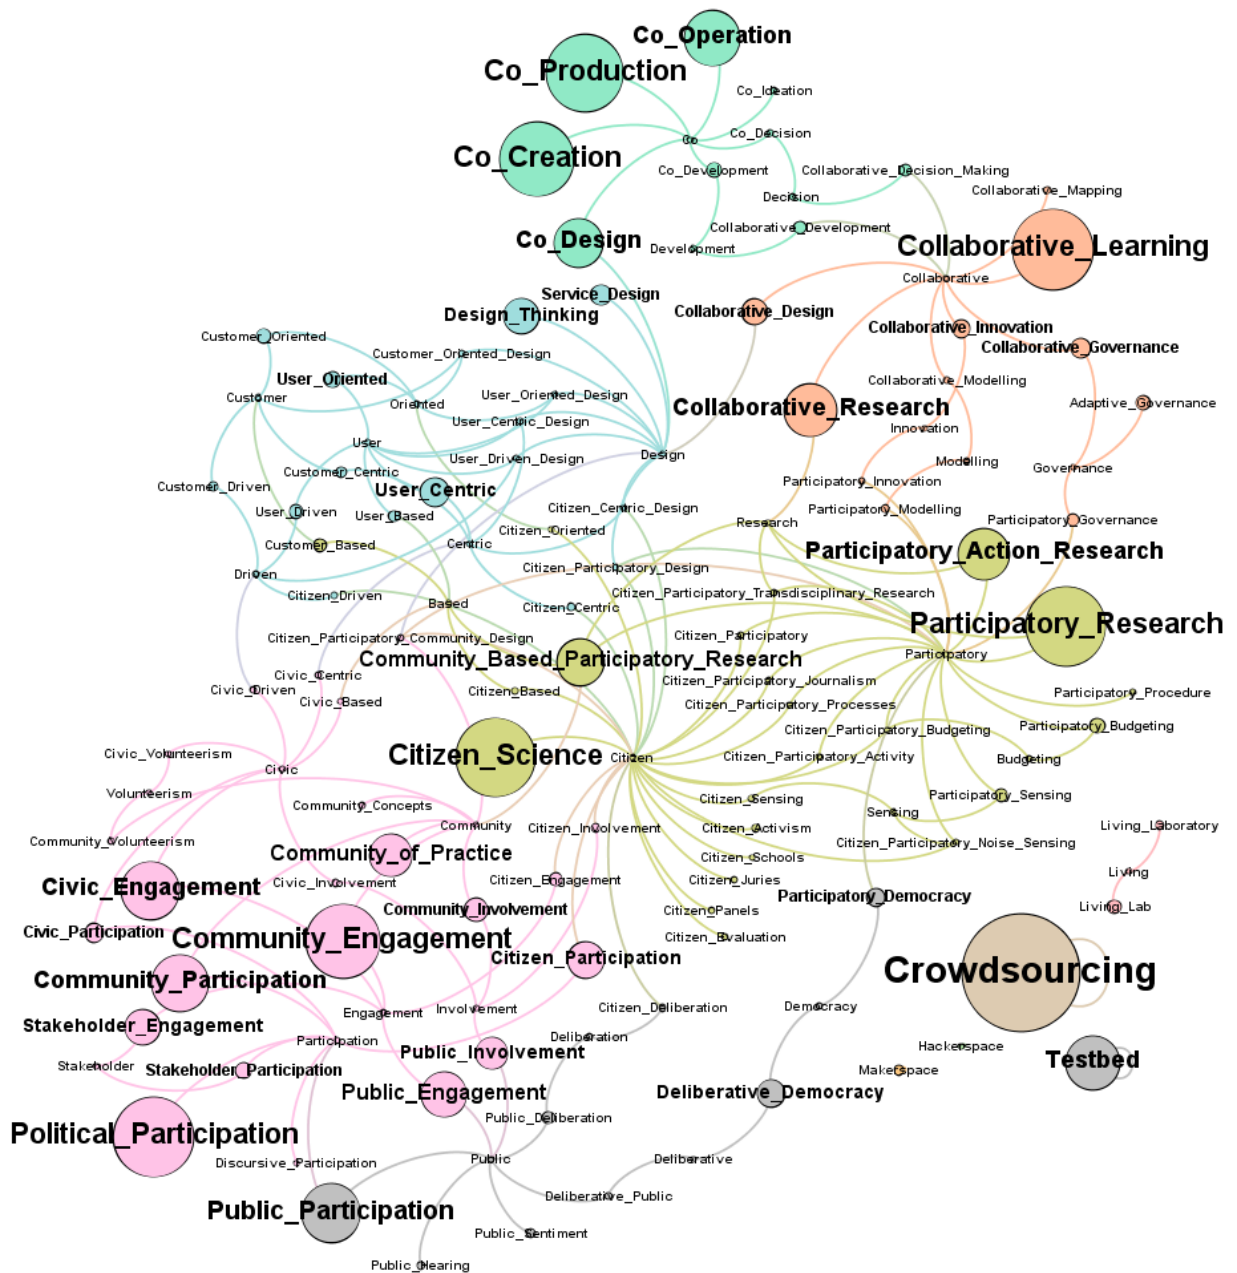 Co_Operation
Co_Production
Co_Ideation
Co_Decision
Co
Co_Creation
Co_Development
Collaborative_Decision_Making
Collaborative_Mapping
Decision
Collaborative_Development
Co_Design
Development
Collaborative_Learning
Collaborative
Service_Design
Design_Thinking
Collaborative_Design
Collaborative_Innovation
Customer_Oriented
Collaborative_Governance
Customer_Oriented_Design
User_Oriented
Collaborative_Modelling
User_Oriented_Design
Customer
Oriented
Collaborative_Research
Adaptive_Governance
User_Centric_Design
Innovation
User
Design
User_Driven_Design
Modelling
Governance
Customer_Centric
Participatory_Innovation
Customer_Driven
User_Centric
Citizen_Centric_Design
Participatory_Modelling
User_Driven
User_Based
Research
Participatory_Governance
Citizen_Oriented
Customer_Based
Centric
Participatory_Action_Research
Citizen_Participatory_Design
Driven
Citizen_Participatory_Transdisciplinary_Research
Citizen_Driven
Based
Citizen_Centric
Participatory_Research
Citizen_Participatory_Community_Design
Citizen_Participatory
Participatory
Community_Based_Participatory_Research
Civic_Centric
Citizen_Participatory_Journalism
Civic_Driven
Citizen_Based
Participatory_Procedure
Civic_Based
Citizen_Participatory_Processes
Participatory_Budgeting
Citizen_Participatory_Budgeting
Civic_Volunteerism
Citizen_Science
Citizen
Citizen_Participatory_Activity
Budgeting
Civic
Volunteerism
Participatory_Sensing
Citizen_Sensing
Community_Concepts
Sensing
Community
Citizen_Involvement
Citizen_Activism
Living_Laboratory
Community_Volunteerism
Citizen_Participatory_Noise_Sensing
Community_of_Practice
Citizen_Schools
Living
Civic_Engagement
Civic_Involvement
Citizen_Engagement
Citizen_Juries
Participatory_Democracy
Living_Lab
Community_Involvement
Citizen_Panels
Civic_Participation
Community_Engagement
Citizen_Evaluation
Citizen_Participation
Crowdsourcing
Community_Participation
Citizen_Deliberation
Democracy
Engagement
Involvement
Stakeholder_Engagement
Deliberation
Participation
Hackerspace
Public_Involvement
Testbed
Stakeholder
Stakeholder_Participation
Makerspace
Public_Engagement
Deliberative_Democracy
Public_Deliberation
Political_Participation
Discursive_Participation
Public
Deliberative
Deliberative_Public
Public_Participation
Public_Sentiment
Public_Hearing